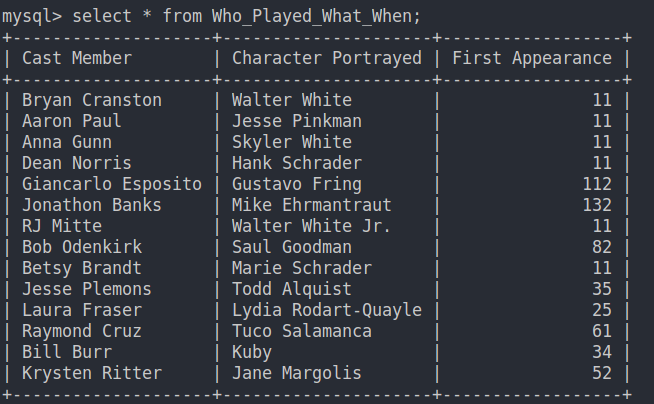 mysql> select * from Who_Played_What_When;
+--------------------+---------------------+------------------+
| Cast Member        | Character Portrayed | First Appearance |
+--------------------+---------------------+------------------+
| Bryan Cranston     | Walter White        |               11 |
| Aaron Paul         | Jesse Pinkman       |               11 |
| Anna Gunn          | Skyler White        |               11 |
| Dean Norris        | Hank Schrader       |               11 |
| Giancarlo Esposito | Gustavo Fring       |              112 |
| Jonathon Banks     | Mike Ehrmantraut    |              132 |
| RJ Mitte           | Walter White Jr.    |               11 |
| Bob Odenkirk       | Saul Goodman        |               82 |
| Betsy Brandt       | Marie Schrader      |               11 |
| Jesse Plemons      | Todd Alquist        |               35 |
| Laura Fraser       | Lydia Rodart-Quayle |               25 |
| Raymond Cruz       | Tuco Salamanca      |               61 |
| Bill Burr          | Kuby                |               34 |
| Krysten Ritter     | Jane Margolis       |               52 |
+--------------------+---------------------+------------------+